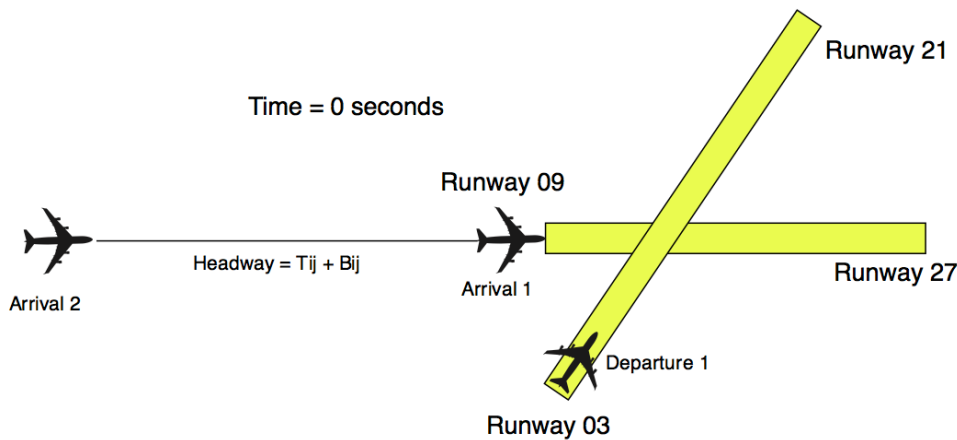 Runway 21
Time = 0 seconds
Runway 09
Headway = Tij + Bij
Runway 27
Arrival 2
Arrival 1
Departure 1
Runway 03